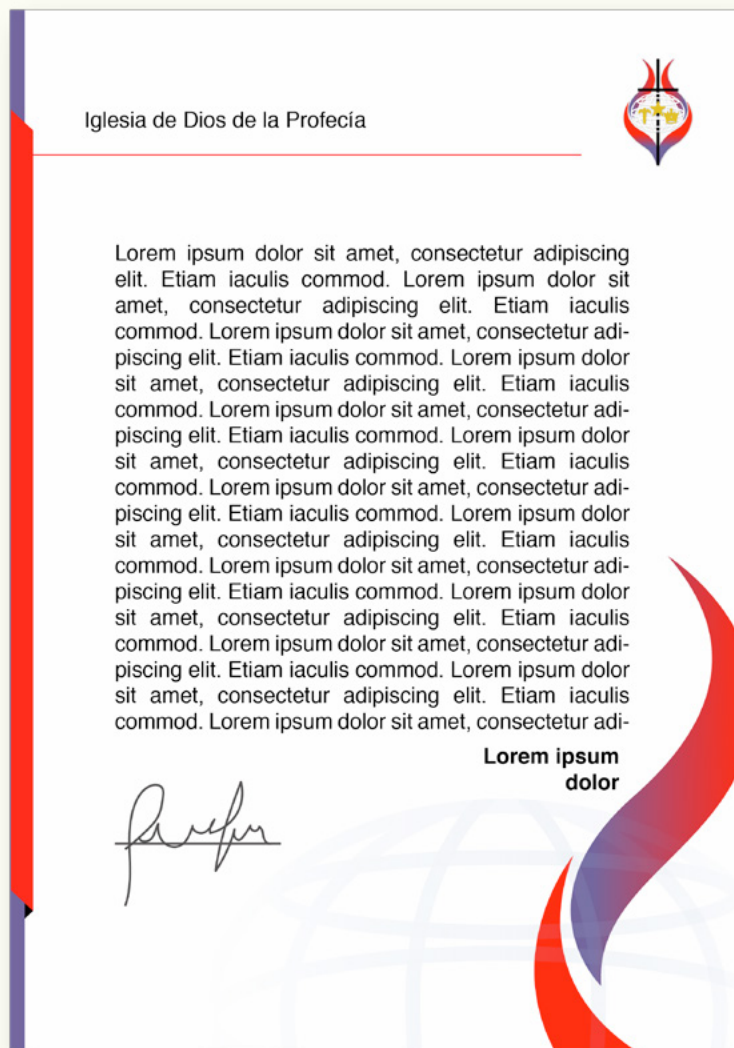 Iglesia de Dios de la Profecía
Lorem ipsum dolor sit amet, consectetur adipiscing
elit. Etiam iaculis commod. Lorem ipsum dolor sit
amet, consectetur adipiscing elit. Etiam iaculis
commod. Lorem ipsum dolor sit amet, consectetur adi-
piscing elit. Etiam iaculis commod. Lorem ipsum dolor
sit amet, consectetur adipiscing elit. Etiam iaculis
commod. Lorem ipsum dolor sit amet, consectetur adi-
piscing elit. Etiam iaculis commod. Lorem ipsum dolor
sit amet, consectetur adipiscing elit. Etiam iaculis
commod. Lorem ipsum dolor sit amet, consectetur adi-
piscing elit. Etiam iaculis commod. Lorem ipsum dolor
sit amet, consectetur adipiscing elit. Etiam iaculis
commod. Lorem ipsum dolor sit amet, consectetur adi-
piscing elit. Etiam iaculis commod. Lorem ipsum dolor
sit amet, consectetur adipiscing elit. Etiam iaculis
commod. Lorem ipsum dolor sit amet, consectetur adi-
piscing elit. Etiam iaculis commod. Lorem ipsum dolor
sit amet, consectetur adipiscing elit. Etiam iaculis
commod. Lorem ipsum dolor sit amet, consectetur adi-
Lorem ipsum
dolor